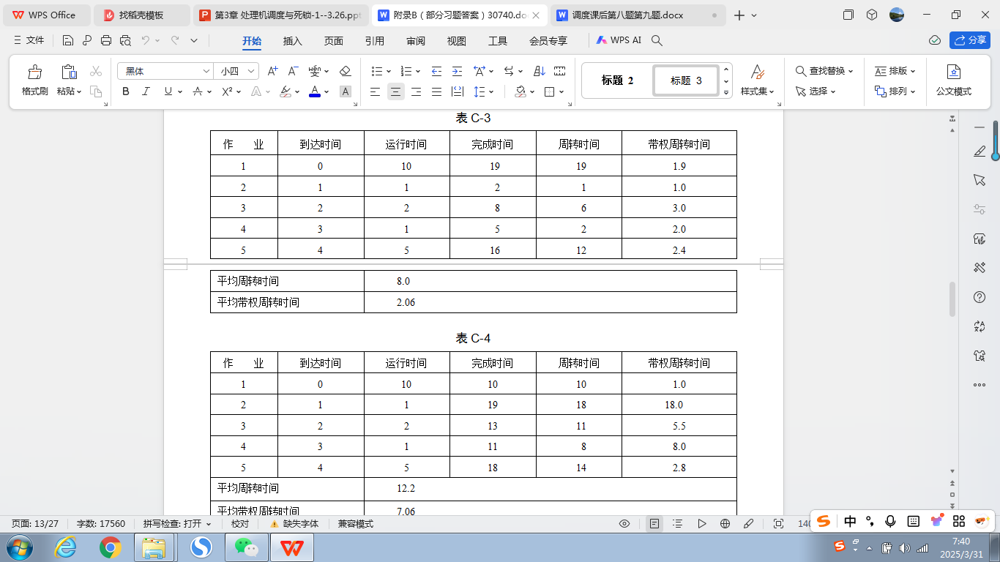 WPS Office
找稻壳模板
第3章 处理机调度与死锁-1--3.26.ppt
附录B（部分习题答案）30740.do
调度课后第八题第九题.docx
文件 开始 插入 页面 引用 审阅 视图 工具 会员专享 WPS AI 分享
格式刷 粘贴 黑体 小四 标题 2 标题 3 样式集 查找替换 选择 排版 排列 公文模式
表 C-3
作 业 到达时间 运行时间 完成时间 周转时间 带权周转时间
1 0 10 19 19 1.9
2 1 1 2 1 1.0
3 2 2 8 6 3.0
4 3 1 5 2 2.0
5 4 5 16 12 2.4
平均周转时间 8.0
平均带权周转时间 2.06
表 C-4
作 业 到达时间 运行时间 完成时间 周转时间 带权周转时间
1 0 10 10 10 1.0
2 1 1 19 18 18.0
3 2 2 13 11 5.5
4 3 1 11 8 8.0
5 4 5 18 14 2.8
平均周转时间 12.2
平均带权周转时间 7.06
页面: 13/27 字数: 17560 拼写检查: 打开 校对 缺失字体 兼容模式 140
中
7:40
2025/3/31